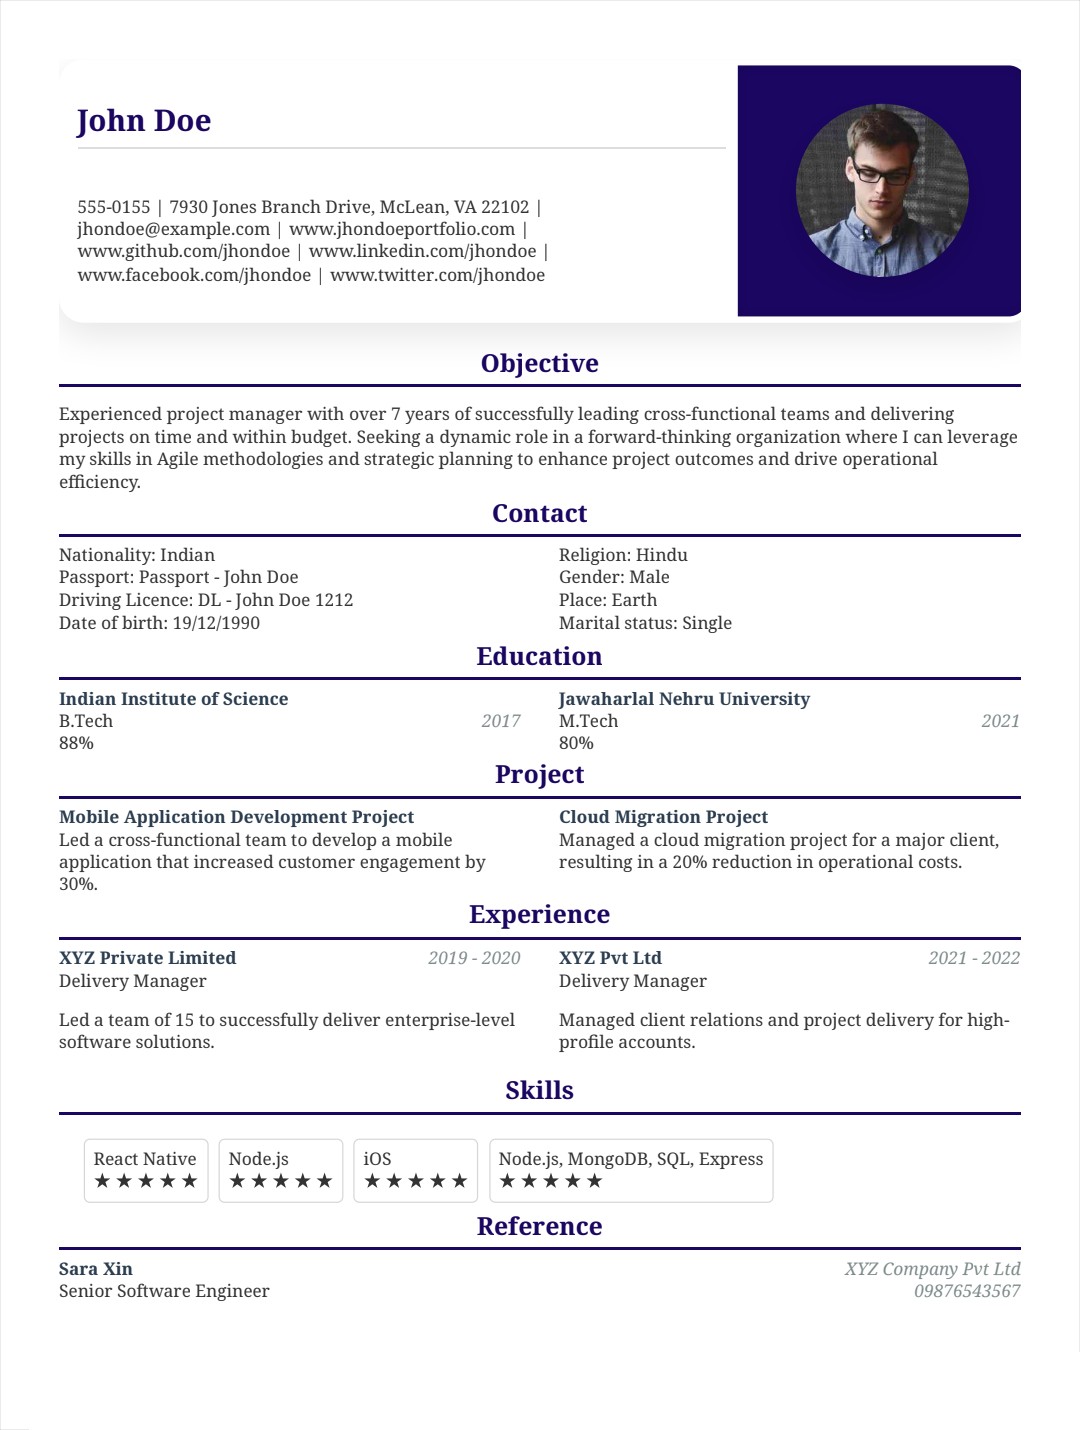 John Doe
555-0155 | 7930 Jones Branch Drive, McLean, VA 22102 |
jhondoe@example.com | www.jhondoeportfolio.com |
www.github.com/jhondoe | www.linkedin.com/jhondoe |
www.facebook.com/jhondoe | www.twitter.com/jhondoe
Objective
Experienced project manager with over 7 years of successfully leading cross-functional teams and delivering
projects on time and within budget. Seeking a dynamic role in a forward-thinking organization where I can leverage
my skills in Agile methodologies and strategic planning to enhance project outcomes and drive operational
efficiency.
Contact
Nationality: Indian
Passport: Passport - John Doe
Driving Licence: DL - John Doe 1212
Date of birth: 19/12/1990
Religion: Hindu
Gender: Male
Place: Earth
Marital status: Single
Education
Indian Institute of Science
B.Tech 2017
88%
Jawaharlal Nehru University
M.Tech 2021
80%
Project
Mobile Application Development Project
Led a cross-functional team to develop a mobile
application that increased customer engagement by
30%.
Cloud Migration Project
Managed a cloud migration project for a major client,
resulting in a 20% reduction in operational costs.
Experience
XYZ Private Limited 2019 - 2020
Delivery Manager
Led a team of 15 to successfully deliver enterprise-level
software solutions.
XYZ Pvt Ltd 2021 - 2022
Delivery Manager
Managed client relations and project delivery for high-
profile accounts.
Skills
React Native
★ ★ ★ ★ ★
Node.js
★ ★ ★ ★ ★
iOS
★ ★ ★ ★ ★
Node.js, MongoDB, SQL, Express
★ ★ ★ ★ ★
Reference
Sara Xin XYZ Company Pvt Ltd
Senior Software Engineer 09876543567